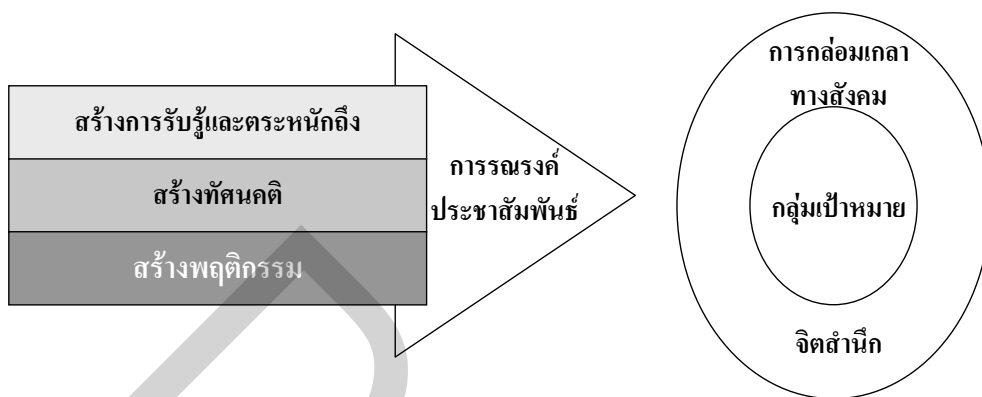 สร้างการรับรู้และตระหนักถึง
สร้างทัศนคติ
สร้างพฤติกรรม
การรณรงค์
ประชาสัมพันธ์
การกล่อมเกลา
ทางสังคม
กลุ่มเป้าหมาย
จิตสำนึก